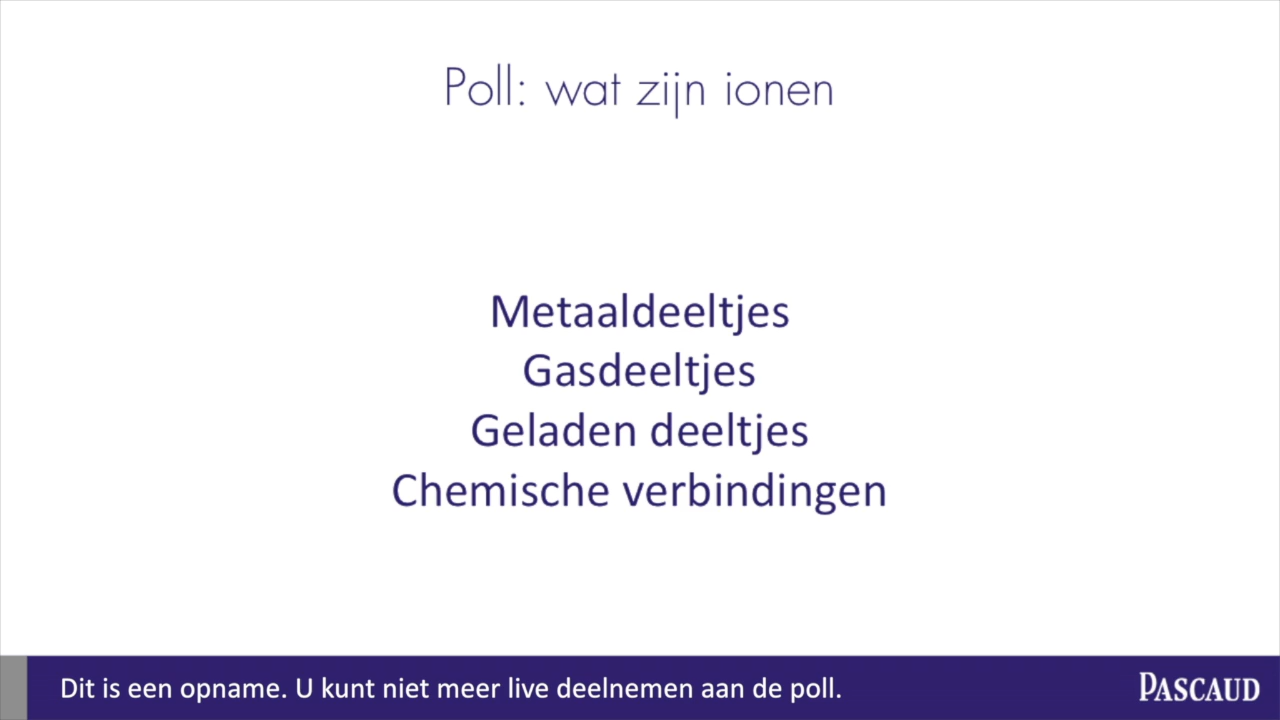 Poll: wat zijn ionen
Metaaldeeltjes
Gasdeeltjes
Geladen deeltjes
Chemische verbindingen
Dit is een opname. U kunt niet meer live deelnemen aan de poll.
PASCAUD